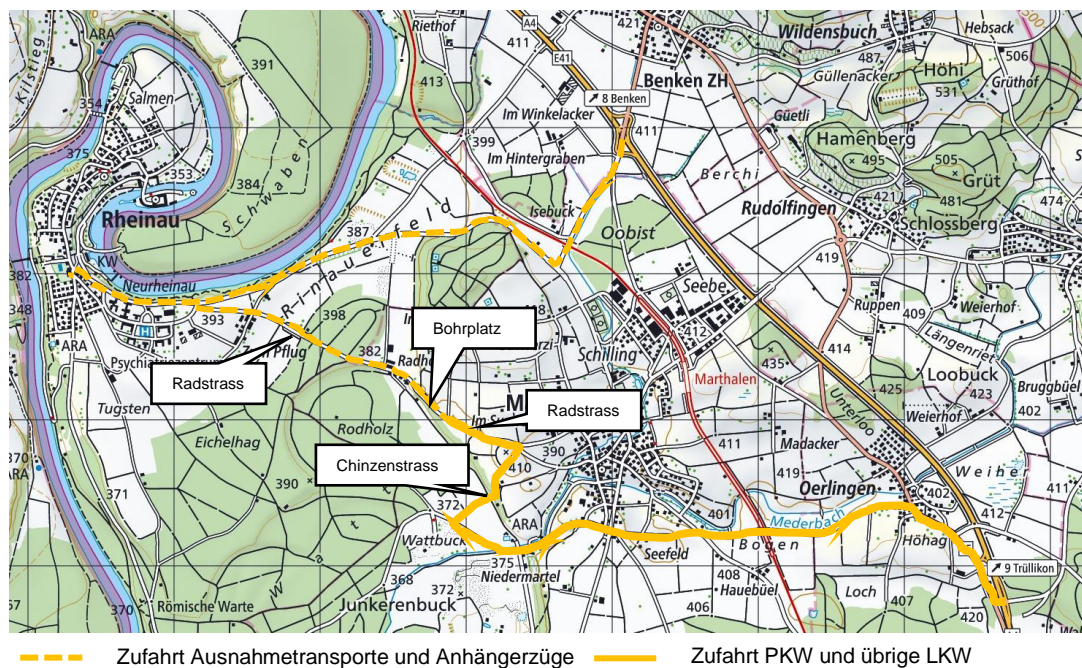 ARA
Kilstieg
391
Riethof
411
A4
E41
421
Wildensbuch
Hebsack
500
487
506
Salmen
354
413
Benken ZH
Güllenacker
Höhi
Grüthof
531
8 Benken
Im Winkelacker
Güetli
375
353
399
411
Hamenberg
Im Hintergraben
495
505
Grüt
384
Schwaben
Berchi
481
474
Rheinau
Isebuck
Rudolfingen
421
Schlossberg
387
Oobist
419
382
KW
Neurheinau
Rinauerfeld
Seebe
Ruppen
Weierhof
348
393
398
409
Bohrplatz
412
Längenriet
ARA
Psychiatriezentrum
382
Schilling
414
435
Radstrass
Marthalen
Loobuck
423
Bruggbüel
425
Tugsten
Radstrass
Unterloo
Weierhof
402
Rodholz
411
Madacker
Eichelhag
390
370
ARA
Chinzenstrass
410
390
419
Weihe
371
390
372
Oerlingen
402
411
401
Mederbach
412
ARA
Wattbuck
Seefeld
Bogen
Höhag
375
368
Niedermartel
408
Hauebüel
9 Trüllikon
Loch
372
407
Römische Warte
Junkerenbuck
406
420
370
Zufahrt Ausnahmetransporte und Anhängerzüge Zufahrt PKW und übrige LKW